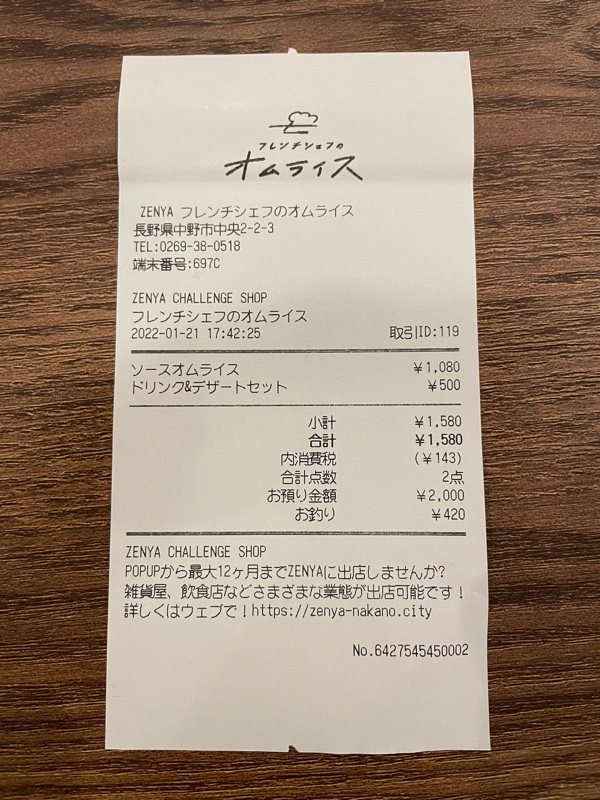 フレンチシェフの
オムライス
ZENYA フレンチシェフのオムライス
長野県中野市中央2-2-3
TEL:0269-38-0518
端末番号:697C
ZENYA CHALLENGE SHOP
フレンチシェフのオムライス
2022-01-21 17:42:25 取引ID:119
ソースオムライス ¥1,080
ドリンク&デザートセット ¥500
小計 ¥1,580
合計 ¥1,580
内消費税 (¥143)
合計点数 2点
お預り金額 ¥2,000
お釣り ¥420
ZENYA CHALLENGE SHOP
POPUPから最大12ヶ月までZENYAに出店しませんか?
雑貨屋、飲食店などさまざまな業態が出店可能です!
詳しくはウェブで!https://zenya-nakano.city
No.6427545450002